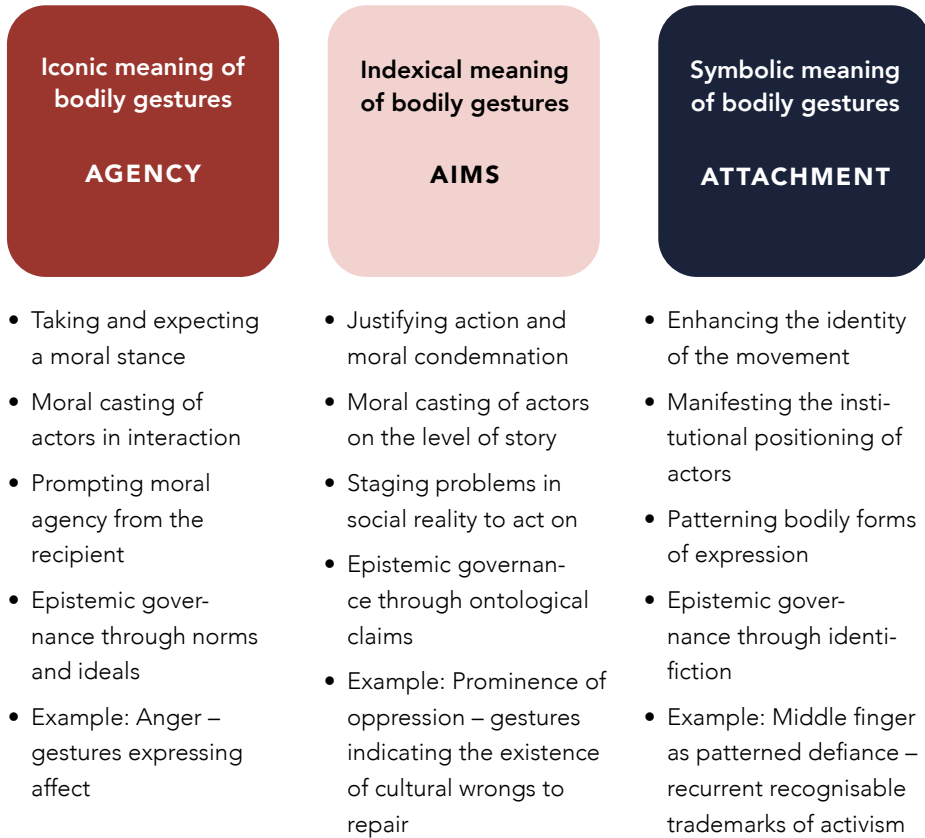 Iconic meaning of
bodily gestures
AGENCY
• Taking and expecting
a moral stance
• Moral casting of
actors in interaction
• Prompting moral
agency from the
recipient
• Epistemic gover-
nance through norms
and ideals
• Example: Anger –
gestures expressing
affect
Indexical meaning
of bodily gestures
AIMS
• Justifying action and
moral condemnation
• Moral casting of actors
on the level of story
• Staging problems in
social reality to act on
• Epistemic governan-
ce through ontological
claims
• Example: Prominence of
oppression – gestures
indicating the existence
of cultural wrongs to
repair
Symbolic meaning
of bodily gestures
ATTACHMENT
• Enhancing the identity
of the movement
• Manifesting the insti-
tutional positioning of
actors
• Patterning bodily forms
of expression
• Epistemic gover-
nance through identi-
fiction
• Example: Middle finger
as patterned defiance –
recurrent recognisable
trademarks of activism